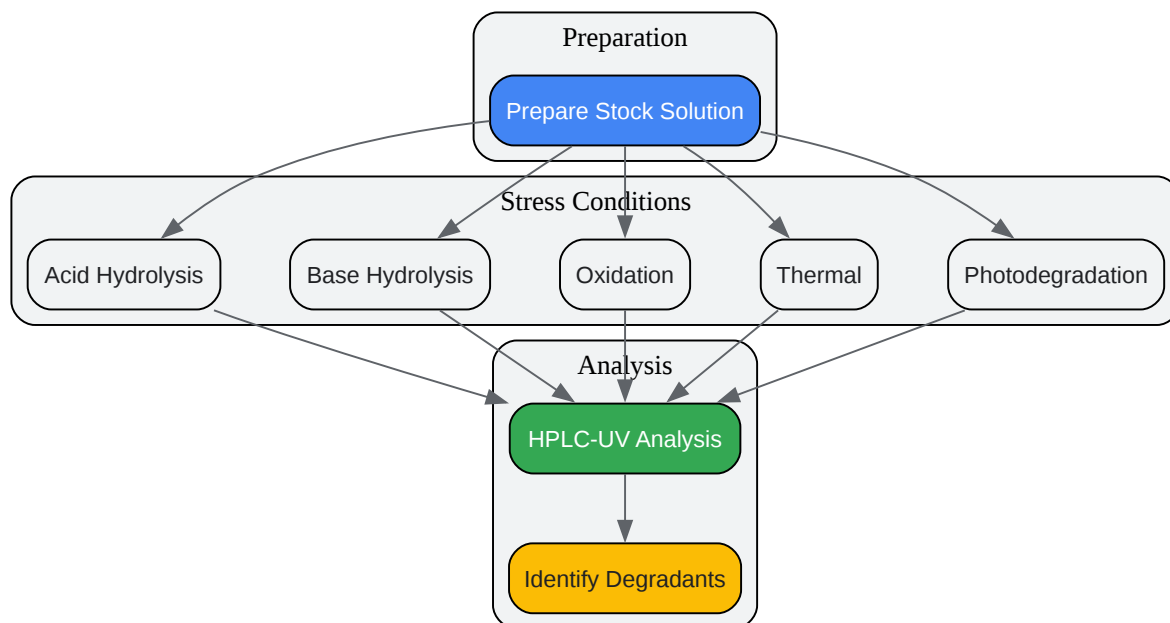 Preparation
Prepare Stock Solution
Stress Conditions
Acid Hydrolysis
Base Hydrolysis
Oxidation
Thermal
Photodegradation
Analysis
HPLC-UV Analysis
Identify Degradants